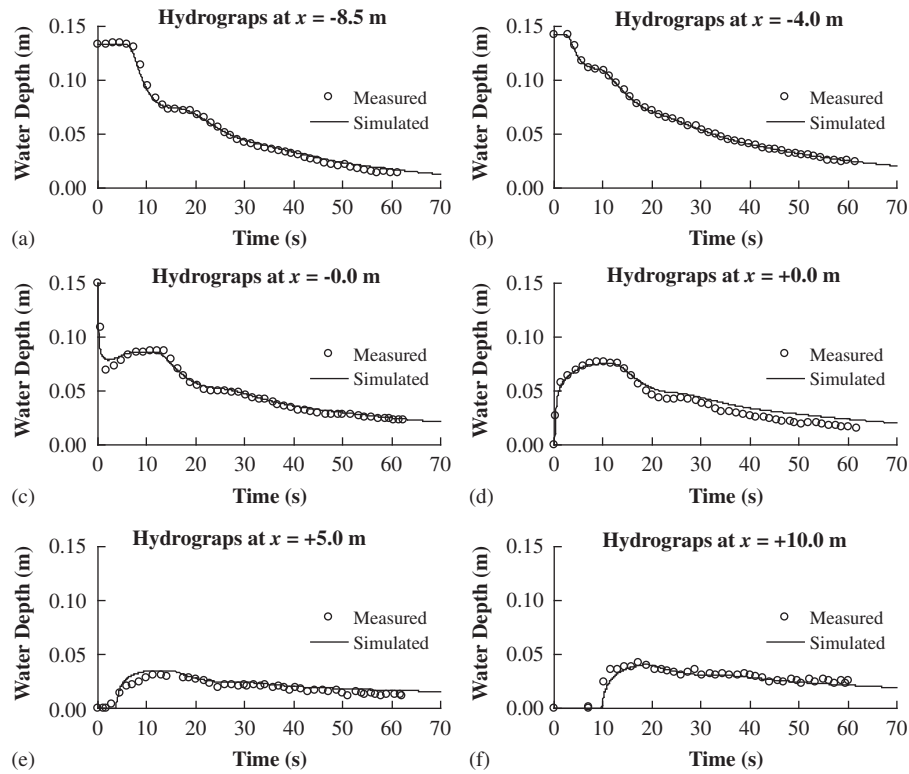 Hydrograps at x = -8.5 m
Water Depth (m)
0.15
0.10
0.05
0.00
Measured
Simulated
0 10 20 30 40 50 60 70
Time (s)
(a)
Hydrograps at x = -4.0 m
Water Depth (m)
0.15
0.10
0.05
0.00
Measured
Simulated
0 10 20 30 40 50 60 70
Time (s)
(b)
Hydrograps at x = -0.0 m
Water Depth (m)
0.15
0.10
0.05
0.00
Measured
Simulated
0 10 20 30 40 50 60 70
Time (s)
(c)
Hydrograps at x = +0.0 m
Water Depth (m)
0.15
0.10
0.05
0.00
Measured
Simulated
0 10 20 30 40 50 60 70
Time (s)
(d)
Hydrograps at x = +5.0 m
Water Depth (m)
0.15
0.10
0.05
0.00
Measured
Simulated
0 10 20 30 40 50 60 70
Time (s)
(e)
Hydrograps at x = +10.0 m
Water Depth (m)
0.15
0.10
0.05
0.00
Measured
Simulated
0 10 20 30 40 50 60 70
Time (s)
(f)